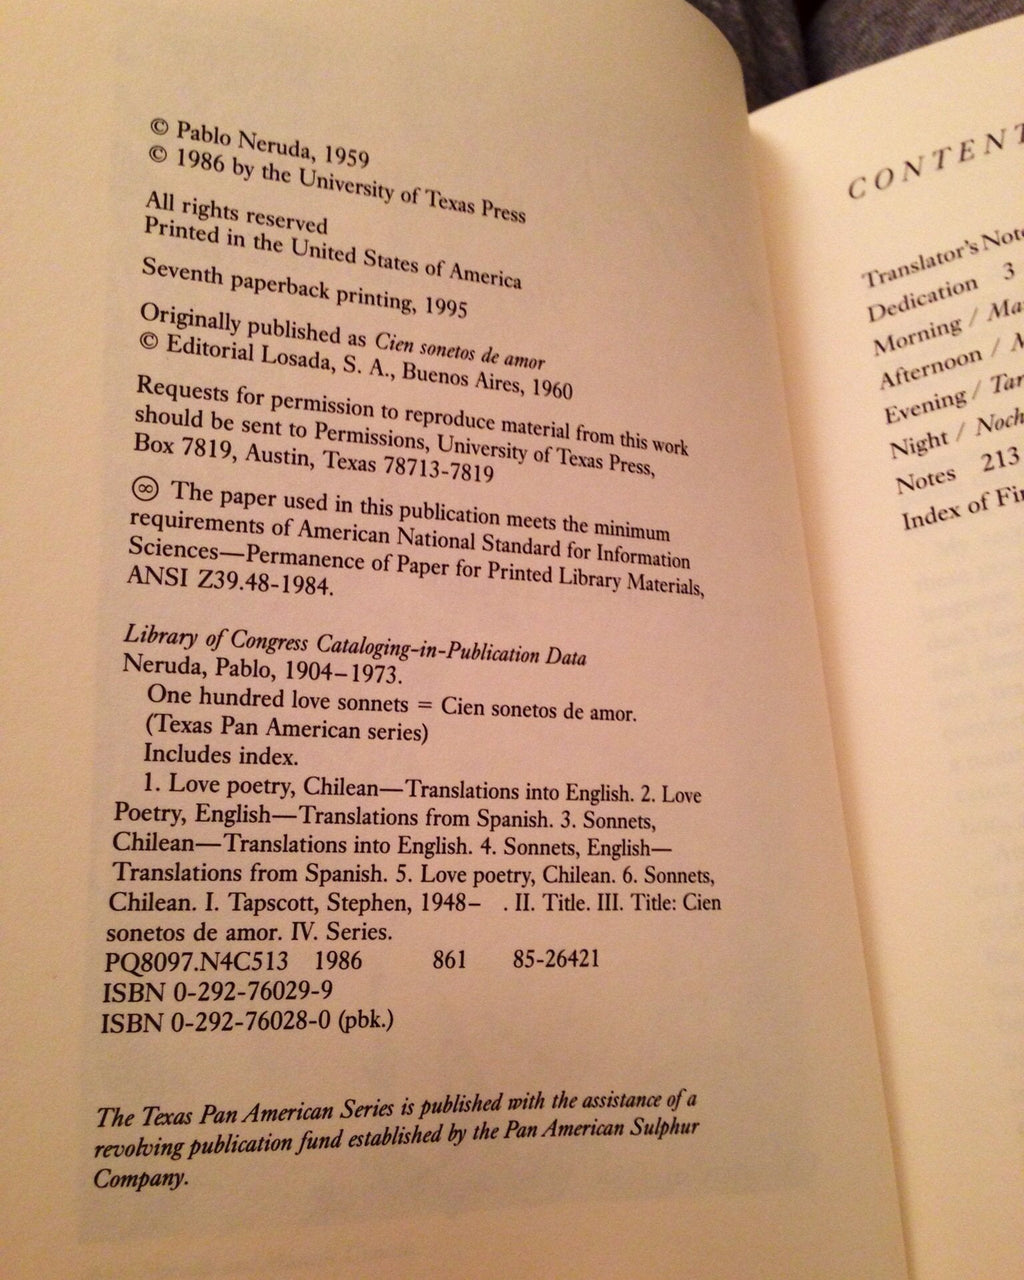 © Pablo Neruda, 1959
© 1986 by the University of Texas Press
All rights reserved
Printed in the United States of America
Seventh paperback printing, 1995
Originally published as Cien sonetos de amor
© Editorial Losada, S. A., Buenos Aires, 1960
Requests for permission to reproduce material from this work
should be sent to Permissions, University of Texas Press,
Box 7819, Austin, Texas 78713-7819
♾ The paper used in this publication meets the minimum
requirements of American National Standard for Information
Sciences—Permanence of Paper for Printed Library Materials,
ANSI Z39.48-1984.
Library of Congress Cataloging-in-Publication Data
Neruda, Pablo, 1904–1973.
One hundred love sonnets = Cien sonetos de amor.
(Texas Pan American series)
Includes index.
1. Love poetry, Chilean—Translations into English. 2. Love
Poetry, English—Translations from Spanish. 3. Sonnets,
Chilean—Translations into English. 4. Sonnets, English—
Translations from Spanish. 5. Love poetry, Chilean. 6. Sonnets,
Chilean. I. Tapscott, Stephen, 1948– . II. Title. III. Title: Cien
sonetos de amor. IV. Series.
PQ8097.N4C513 1986 861 85-26421
ISBN 0-292-76029-9
ISBN 0-292-76028-0 (pbk.)
The Texas Pan American Series is published with the assistance of a
revolving publication fund established by the Pan American Sulphur
Company.
CONTENT
Translator's Note
Dedication 3
Morning /
Afternoon /
Evening /
Night /
Notes 213
Index of